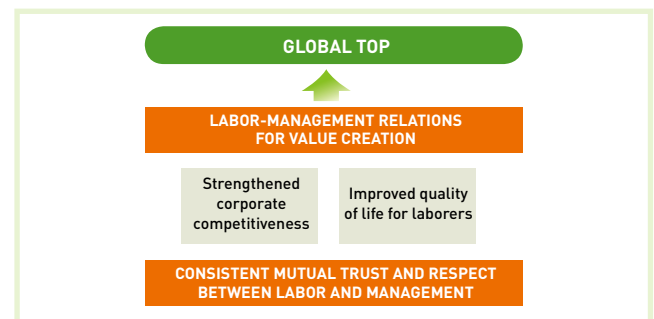 GLOBAL TOP
LABOR-MANAGEMENT RELATIONS
FOR VALUE CREATION
Strengthened
corporate
competitiveness
Improved quality
of life for laborers
CONSISTENT MUTUAL TRUST AND RESPECT
BETWEEN LABOR AND MANAGEMENT